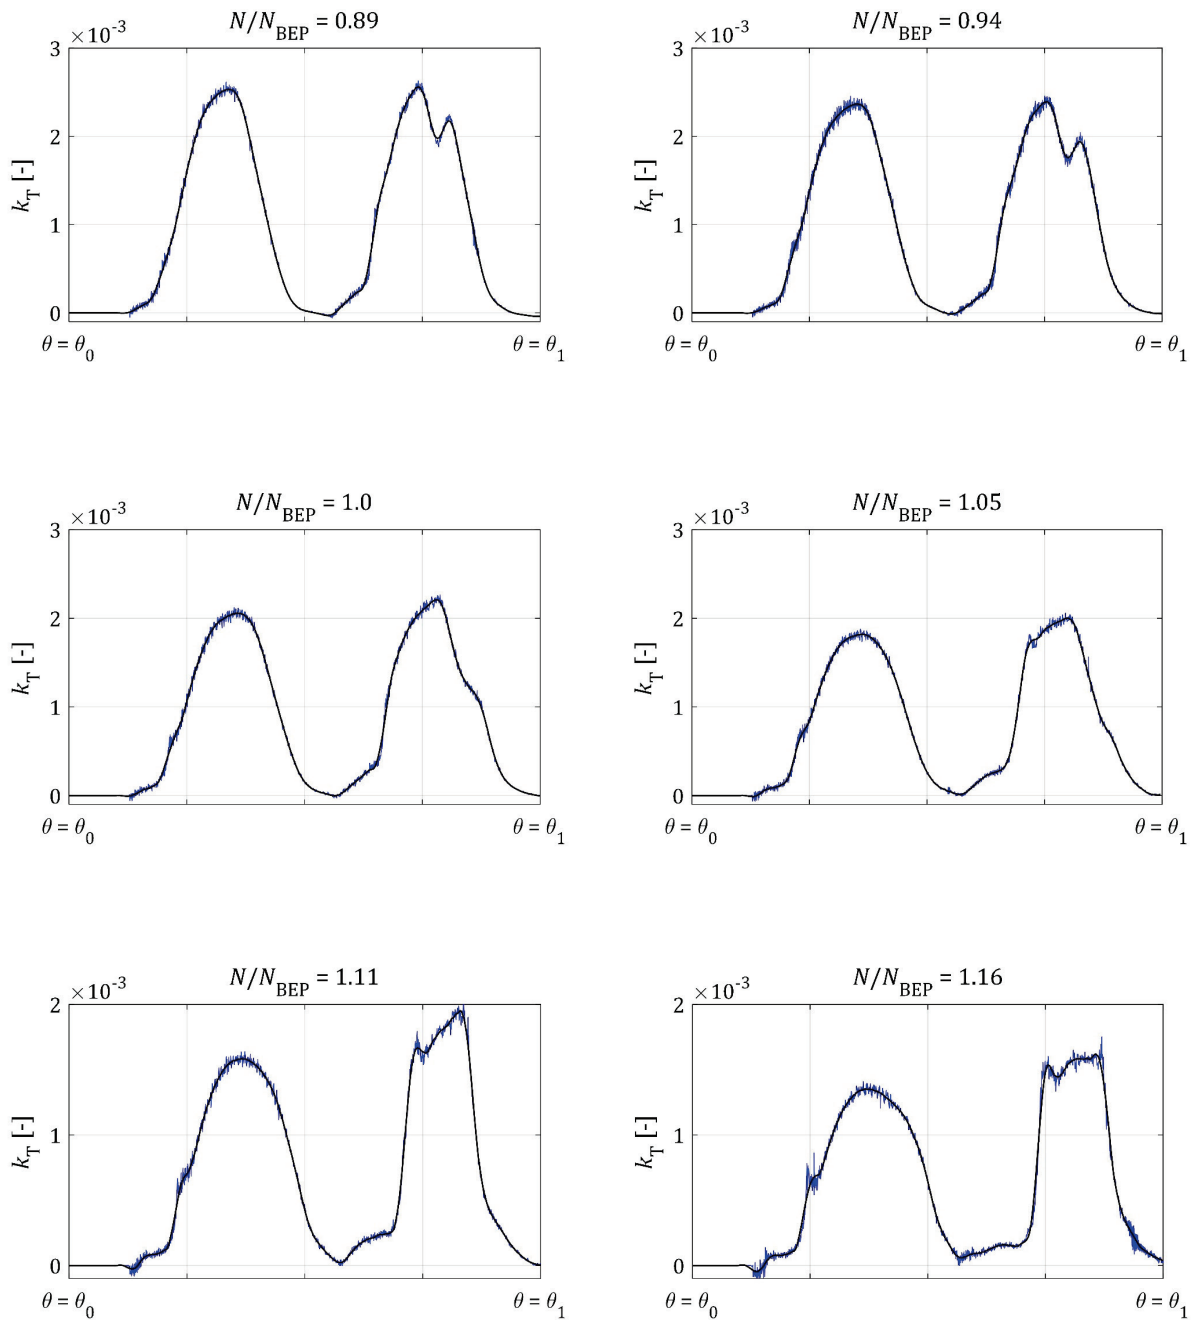 N/N_BEP = 0.89
×10^-3
3
2
1
0
k_T [-]
θ = θ_0
θ = θ_1
N/N_BEP = 0.94
×10^-3
3
2
1
0
k_T [-]
θ = θ_0
θ = θ_1
N/N_BEP = 1.0
×10^-3
3
2
1
0
k_T [-]
θ = θ_0
θ = θ_1
N/N_BEP = 1.05
×10^-3
3
2
1
0
k_T [-]
θ = θ_0
θ = θ_1
N/N_BEP = 1.11
×10^-3
2
1
0
k_T [-]
θ = θ_0
θ = θ_1
N/N_BEP = 1.16
×10^-3
2
1
0
k_T [-]
θ = θ_0
θ = θ_1